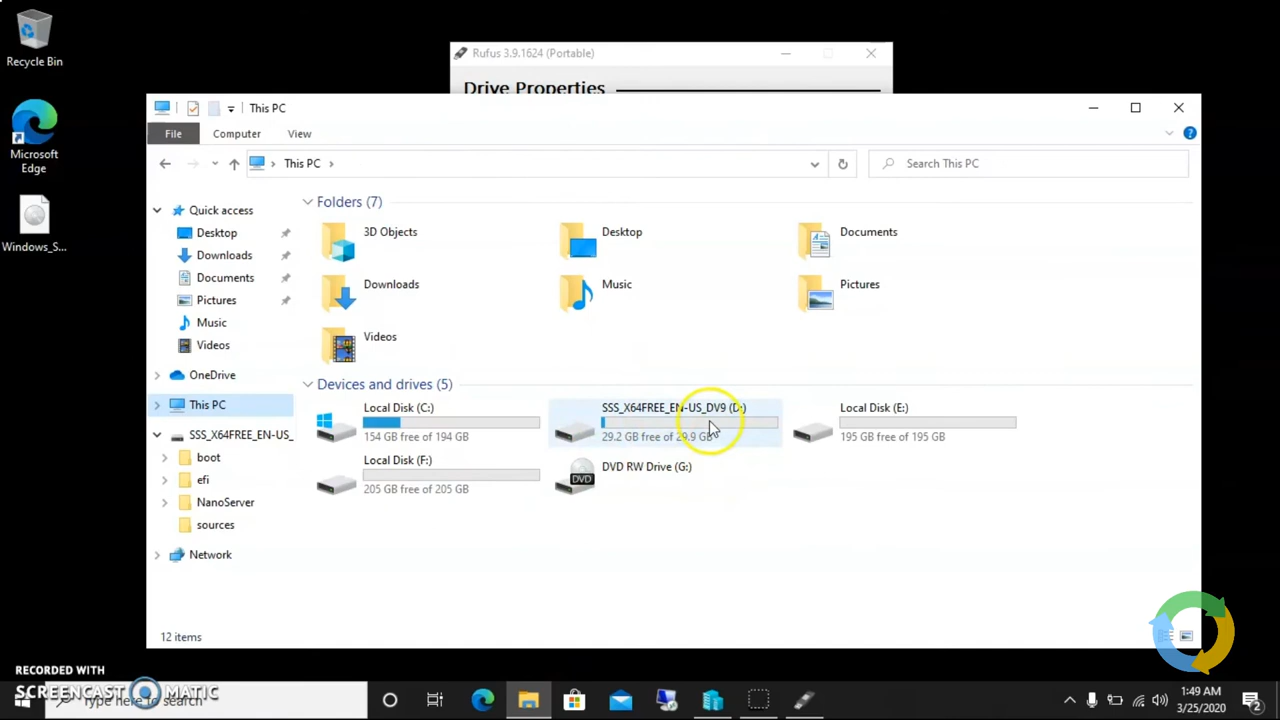 Recycle Bin
Microsoft
Edge
Windows_S...
Rufus 3.9.1624 (Portable)
Drive Properties
This PC
File Computer View
This PC
Search This PC
Quick access
Desktop
Downloads
Documents
Pictures
Music
Videos
OneDrive
This PC
SSS_X64FREE_EN-US_
boot
efi
NanoServer
sources
Network
Folders (7)
3D Objects
Desktop
Documents
Downloads
Music
Pictures
Videos
Devices and drives (5)
Local Disk (C:)
154 GB free of 194 GB
SSS_X64FREE_EN-US_DV9 (D:)
29.2 GB free of 29.9 GB
Local Disk (E:)
195 GB free of 195 GB
Local Disk (F:)
205 GB free of 205 GB
DVD
DVD RW Drive (G:)
12 items
RECORDED WITH
SCREENCAST MATIC
Type here to search
1:49 AM
3/25/2020
2